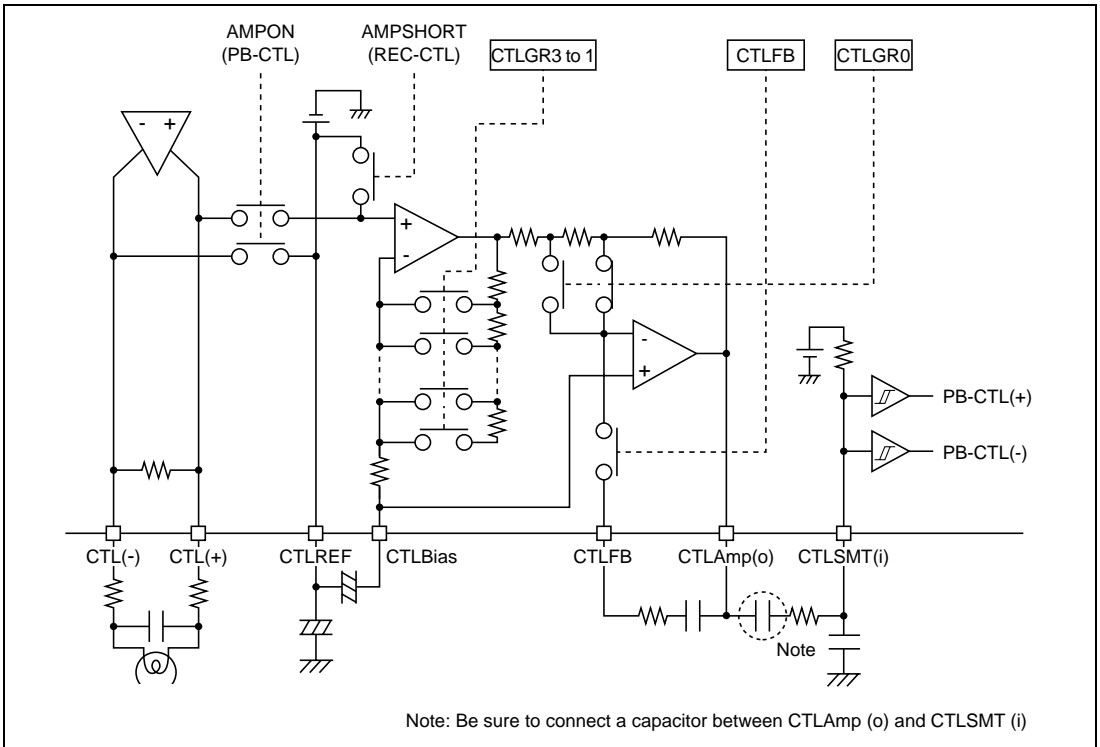 AMPON
(PB-CTL)
AMPSHORT
(REC-CTL)
CTLGR3 to 1
CTLFB
CTLGR0
- +
+
-
-
+
PB-CTL(+)
PB-CTL(-)
CTL(-)
CTL(+)
CTLREF
CTLBias
CTLFB
CTLAmp(o)
CTLSMT(i)
Note
Note: Be sure to connect a capacitor between CTLAmp (o) and CTLSMT (i)